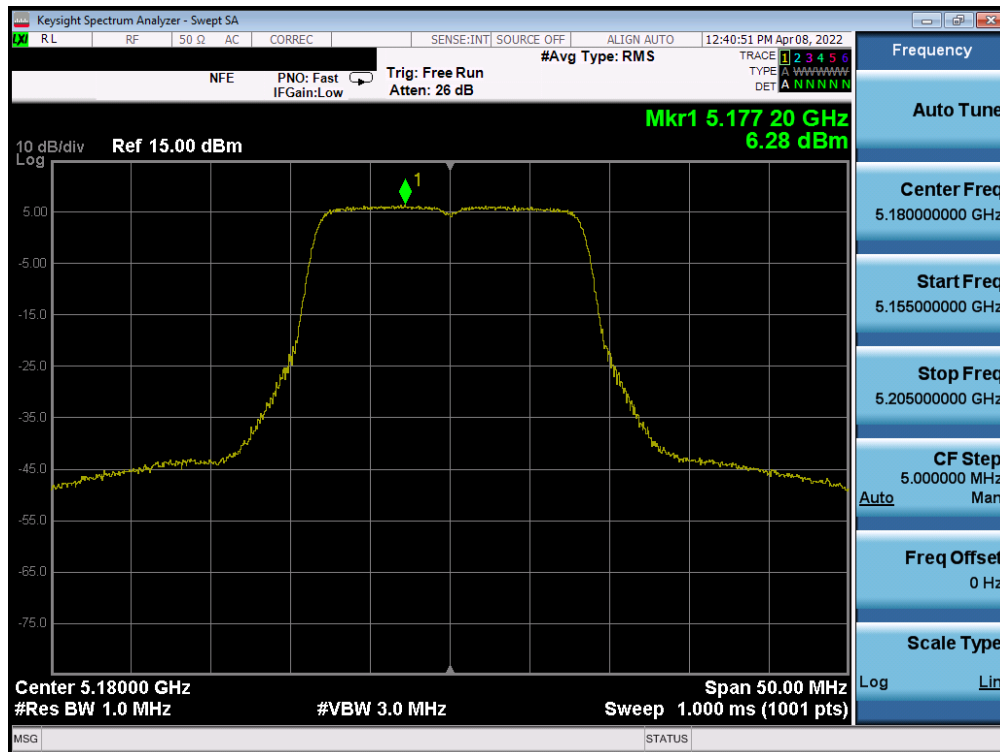 Keysight Spectrum Analyzer - Swept SA
LXI RL RF 50 Ω AC CORREC SENSE:INT SOURCE OFF ALIGN AUTO 12:40:51 PM Apr 08, 2022
NFE PNO: Fast IFGain:Low Trig: Free Run Atten: 26 dB #Avg Type: RMS
TRACE 1 2 3 4 5 6
TYPE A WWWWWW
DET A N N N N N
Mkr1 5.177 20 GHz
6.28 dBm
10 dB/div Ref 15.00 dBm
Log
1
5.00
-5.00
-15.0
-25.0
-35.0
-45.0
-55.0
-65.0
-75.0
Center 5.18000 GHz Span 50.00 MHz
#Res BW 1.0 MHz #VBW 3.0 MHz Sweep 1.000 ms (1001 pts)
MSG STATUS
Frequency
Auto Tune
Center Freq
5.180000000 GHz
Start Freq
5.155000000 GHz
Stop Freq
5.205000000 GHz
CF Step
5.000000 MHz
Auto Man
Freq Offset
0 Hz
Scale Type
Log Lin